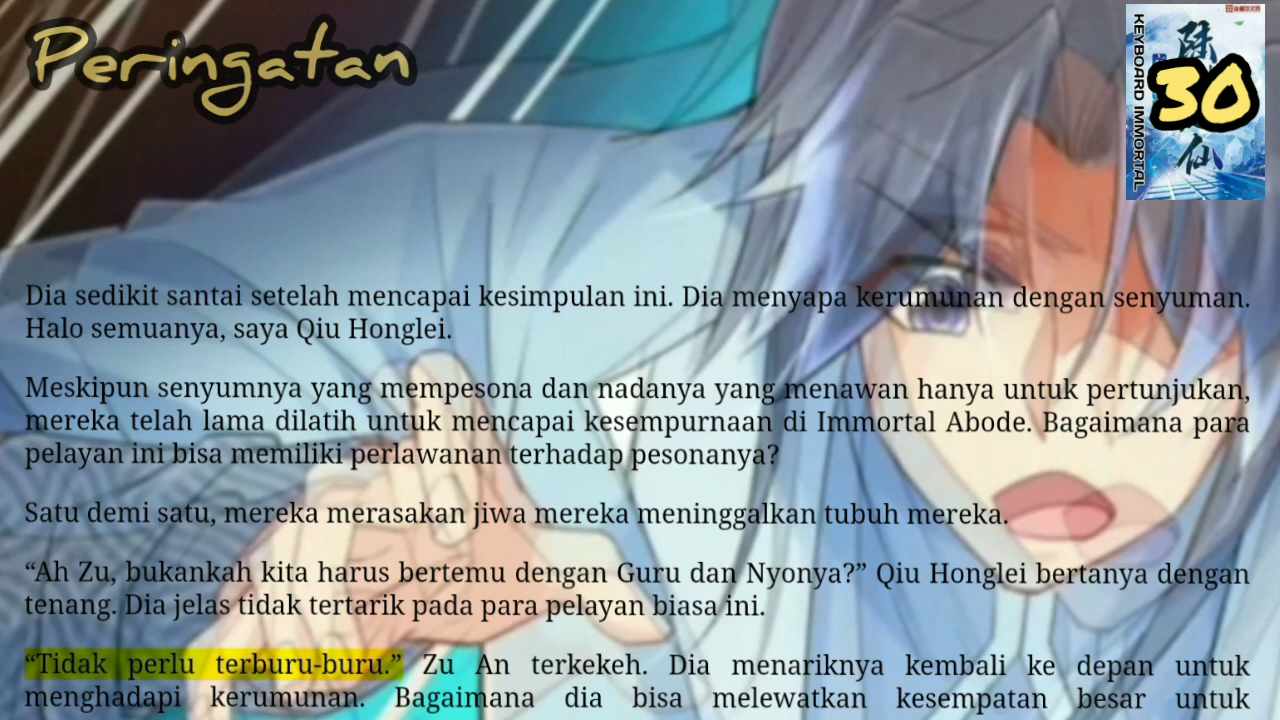 Peringatan
KEYBOARD IMMORTAL
陆
仙
30
Dia sedikit santai setelah mencapai kesimpulan ini. Dia menyapa kerumunan dengan senyuman.
Halo semuanya, saya Qiu Honglei.
Meskipun senyumnya yang mempesona dan nadanya yang menawan hanya untuk pertunjukan,
mereka telah lama dilatih untuk mencapai kesempurnaan di Immortal Abode. Bagaimana para
pelayan ini bisa memiliki perlawanan terhadap pesonanya?
Satu demi satu, mereka merasakan jiwa mereka meninggalkan tubuh mereka.
“Ah Zu, bukankah kita harus bertemu dengan Guru dan Nyonya?” Qiu Honglei bertanya dengan
tenang. Dia jelas tidak tertarik pada para pelayan biasa ini.
“Tidak perlu terburu-buru.” Zu An terkekeh. Dia menariknya kembali ke depan untuk
menghadapi kerumunan. Bagaimana dia bisa melewatkan kesempatan besar untuk